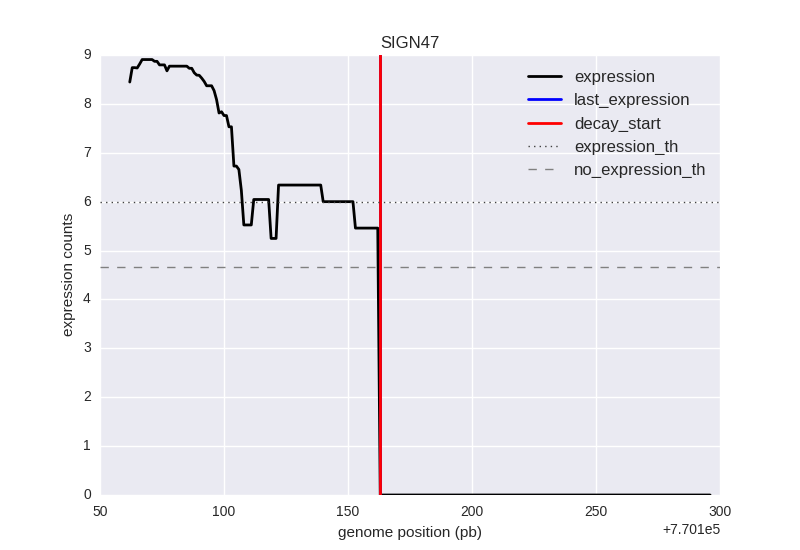 SIGN47
9
8
7
6
5
4
3
2
1
0
expression counts
expression
last_expression
decay_start
expression_th
no_expression_th
50
100
150
200
250
300
genome position (pb)
+7.701e5